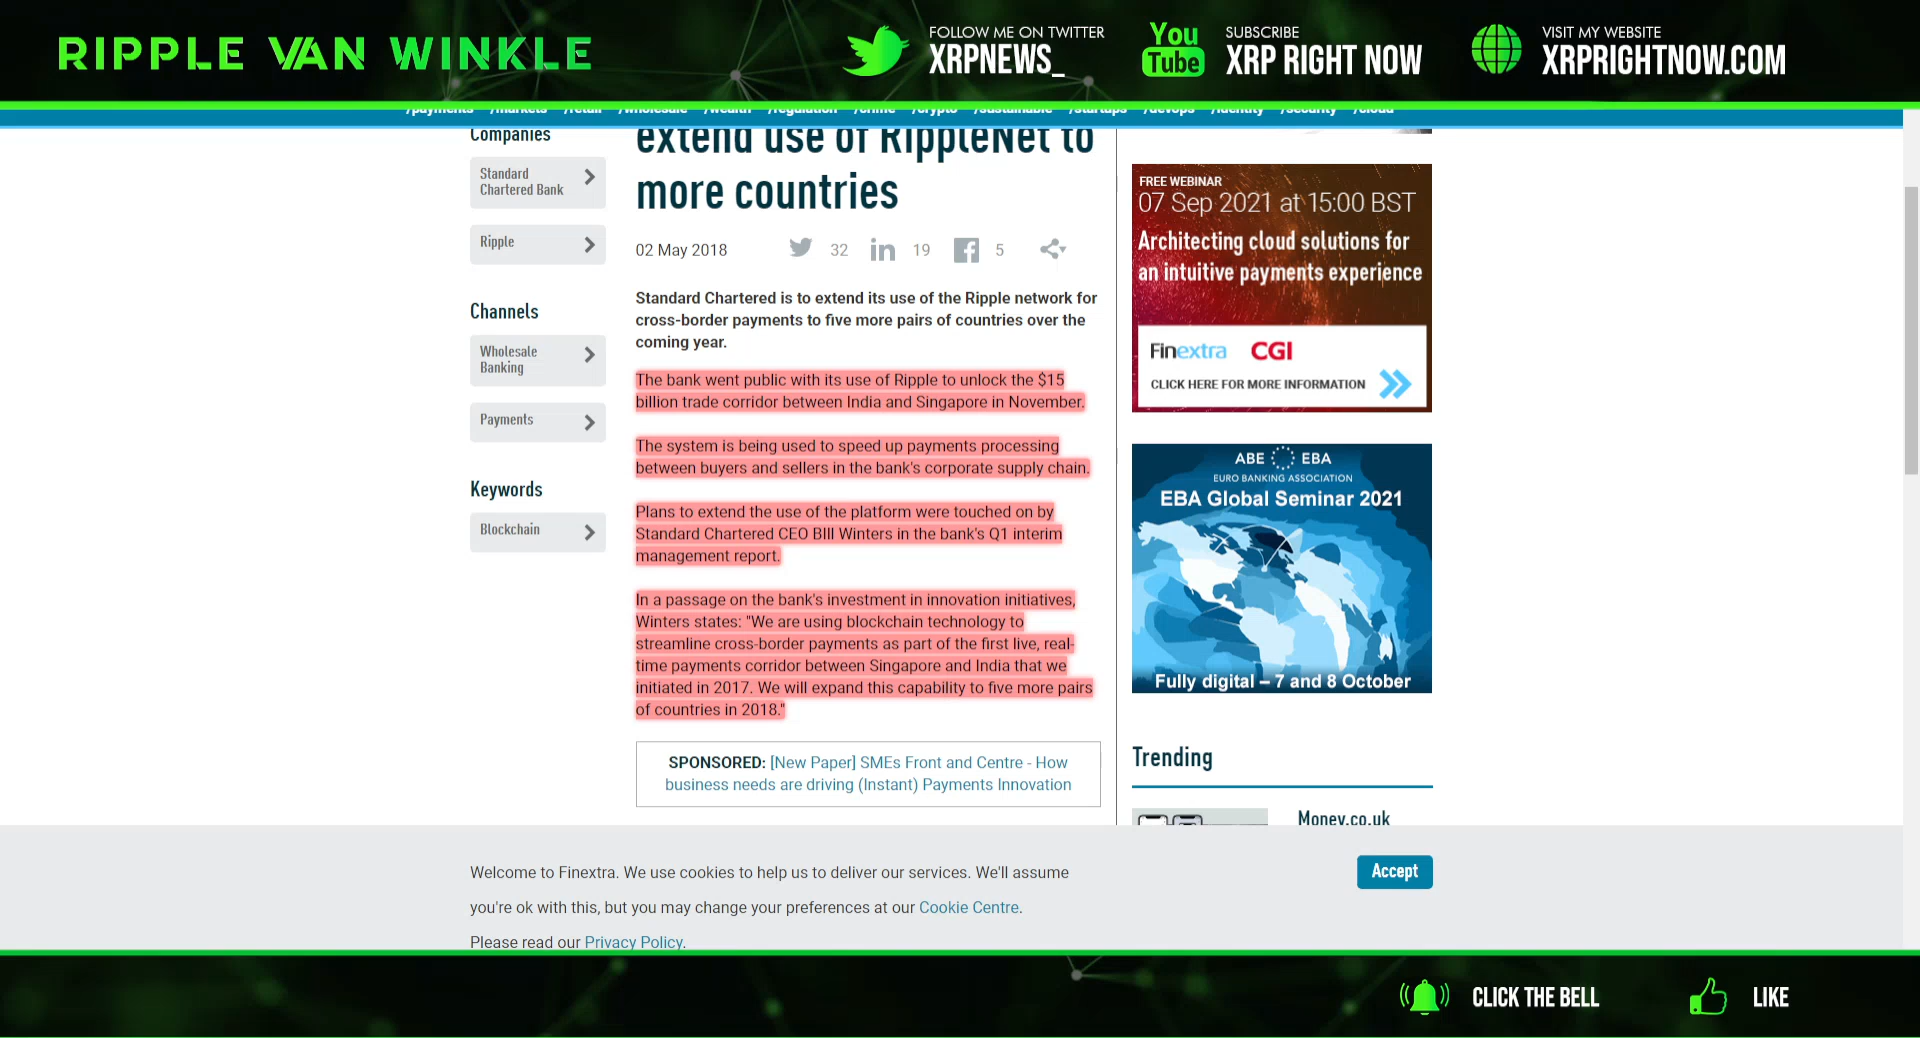 RIPPLE VAN WINKLE
FOLLOW ME ON TWITTER
XRPNEWS_
You
Tube
SUBSCRIBE
XRP RIGHT NOW
VISIT MY WEBSITE
XRPRIGHTNOW.COM
/payments /markets /retail /wholesale /wealth /regulation /crime /crypto /sustainable /startups /devops /identity /security /cloud
Companies
Standard
Chartered Bank
Ripple
Channels
Wholesale
Banking
Payments
Keywords
Blockchain
extend use of RippleNet to
more countries
02 May 2018
32
in
19
5
Standard Chartered is to extend its use of the Ripple network for
cross-border payments to five more pairs of countries over the
coming year.
The bank went public with its use of Ripple to unlock the $15
billion trade corridor between India and Singapore in November.
The system is being used to speed up payments processing
between buyers and sellers in the bank's corporate supply chain.
Plans to extend the use of the platform were touched on by
Standard Chartered CEO BIll Winters in the bank's Q1 interim
management report.
In a passage on the bank's investment in innovation initiatives,
Winters states: "We are using blockchain technology to
streamline cross-border payments as part of the first live, real-
time payments corridor between Singapore and India that we
initiated in 2017. We will expand this capability to five more pairs
of countries in 2018."
SPONSORED: [New Paper] SMEs Front and Centre - How
business needs are driving (Instant) Payments Innovation
FREE WEBINAR
07 Sep 2021 at 15:00 BST
Architecting cloud solutions for
an intuitive payments experience
Finextra CGI
CLICK HERE FOR MORE INFORMATION
ABE EBA
EURO BANKING ASSOCIATION
EBA Global Seminar 2021
Fully digital – 7 and 8 October
Trending
Money.co.uk
Welcome to Finextra. We use cookies to help us to deliver our services. We'll assume
you're ok with this, but you may change your preferences at our Cookie Centre.
Please read our Privacy Policy.
Accept
CLICK THE BELL
LIKE